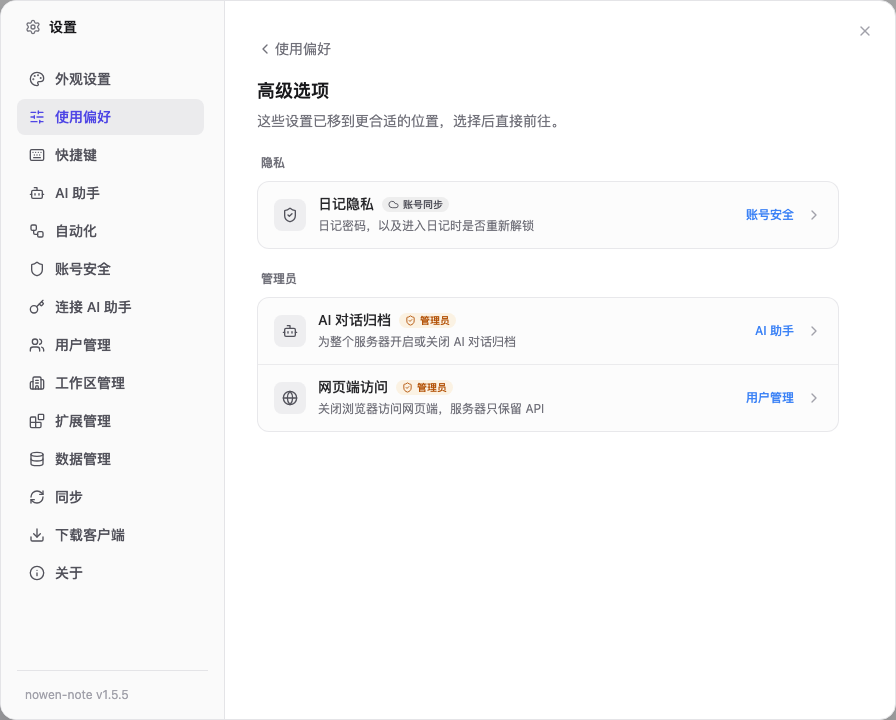 设置
外观设置
使用偏好
快捷键
AI 助手
自动化
账号安全
连接 AI 助手
用户管理
工作区管理
扩展管理
数据管理
同步
下载客户端
关于
nowen-note v1.5.5
使用偏好
高级选项
这些设置已移到更合适的位置，选择后直接前往。
隐私
日记隐私 账号同步
日记密码，以及进入日记时是否重新解锁
账号安全
管理员
AI 对话归档 管理员
为整个服务器开启或关闭 AI 对话归档
AI 助手
网页端访问 管理员
关闭浏览器访问网页端，服务器只保留 API
用户管理